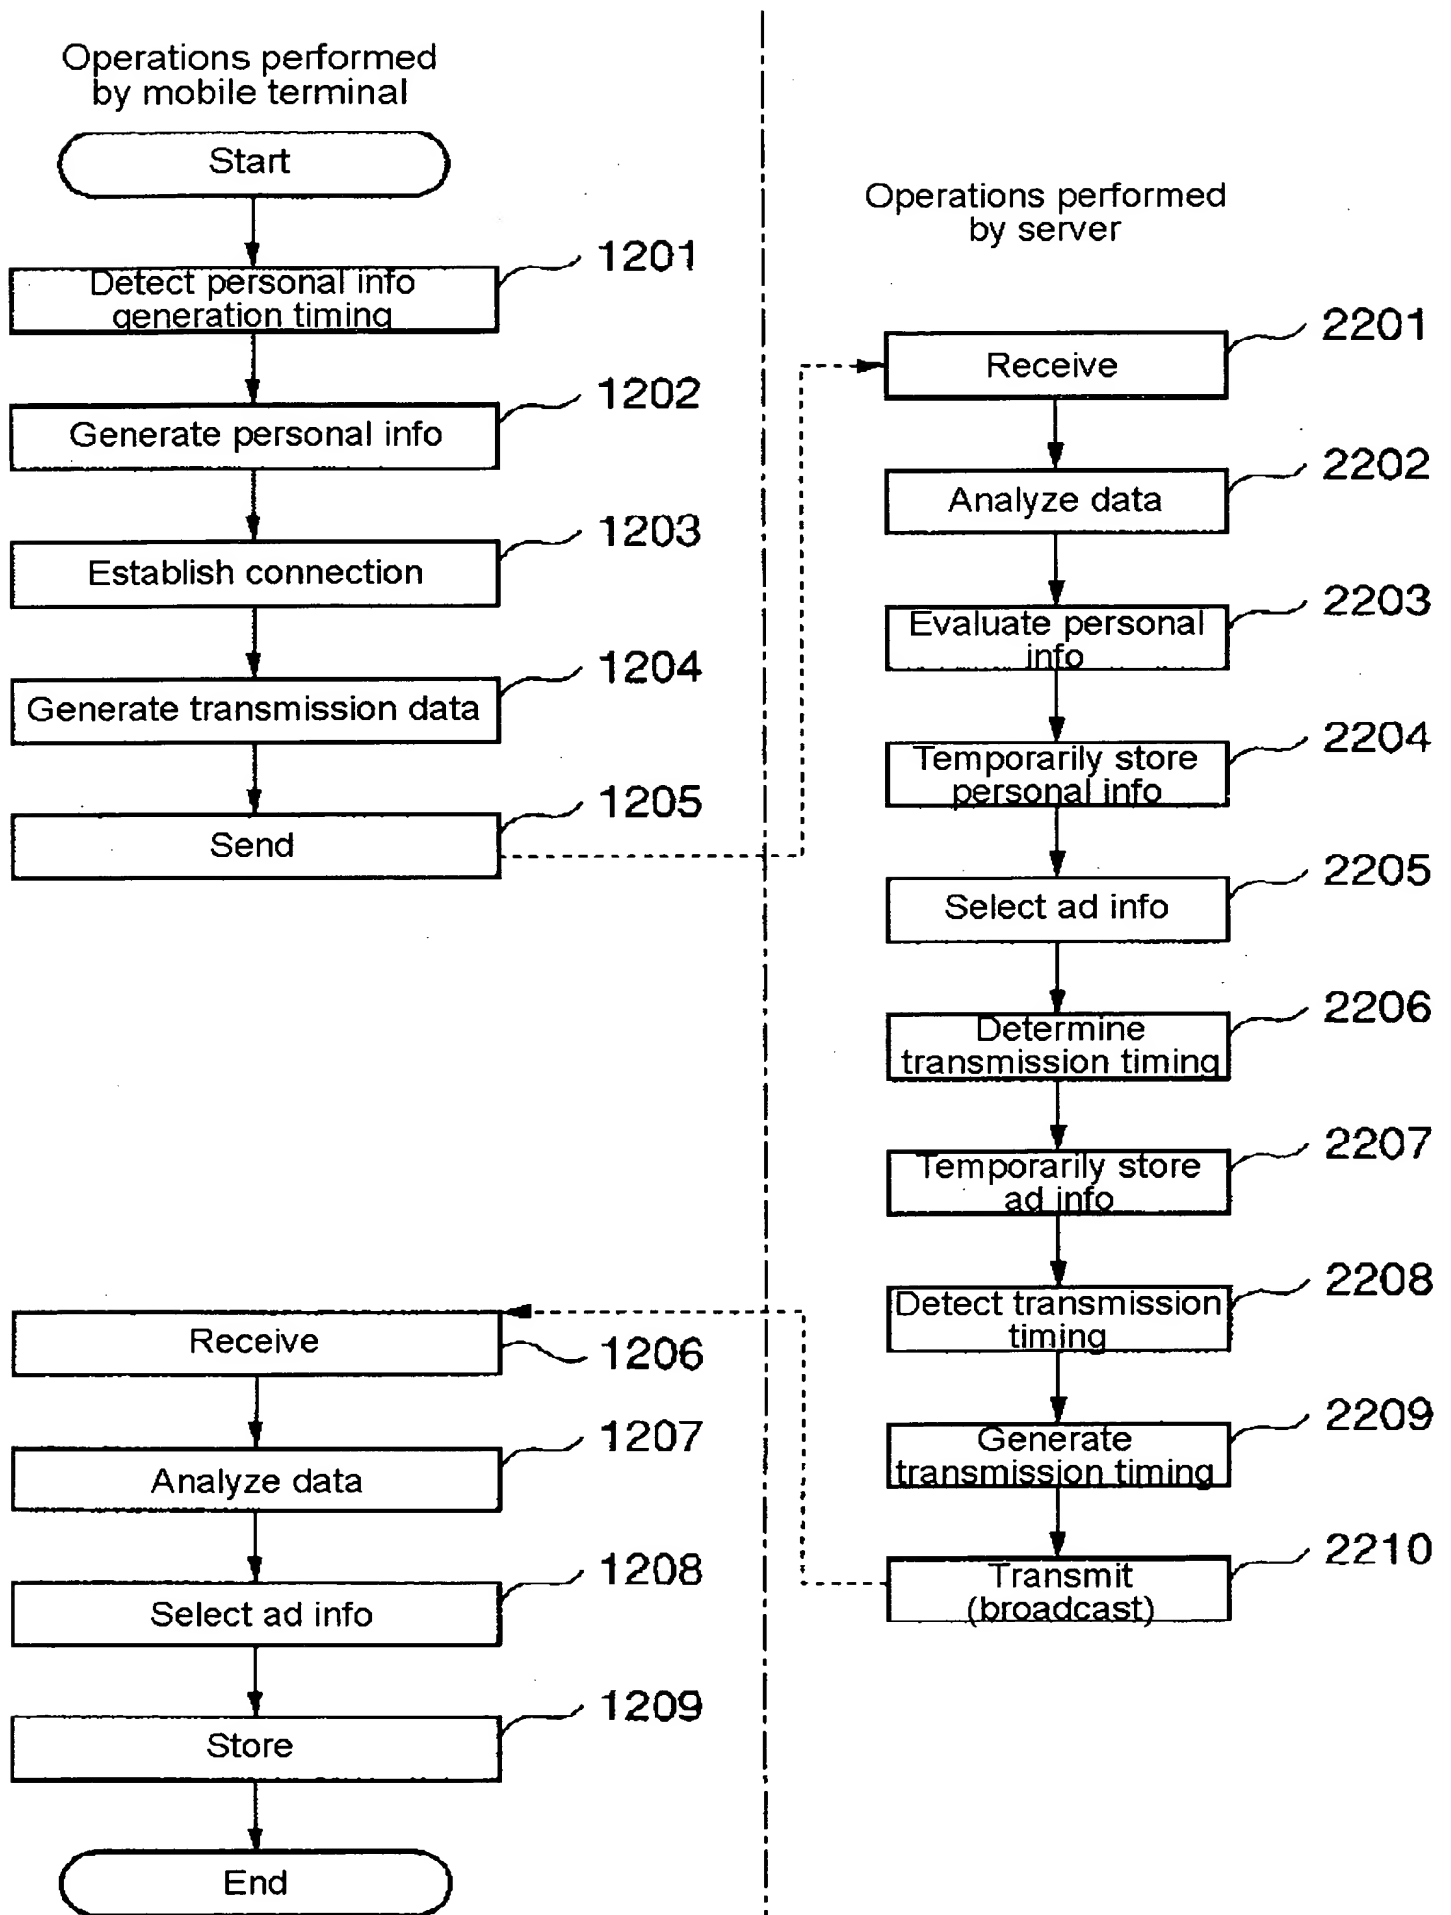 Operations performed
by mobile terminal
Start
1201
Detect personal info
generation timing
1202
Generate personal info
1203
Establish connection
1204
Generate transmission data
1205
Send
Operations performed
by server
2201
Receive
2202
Analyze data
2203
Evaluate personal
info
2204
Temporarily store
personal info
2205
Select ad info
2206
Determine
transmission timing
2207
Temporarily store
ad info
2208
Detect transmission
timing
2209
Generate
transmission timing
2210
Transmit
(broadcast)
Receive
1206
1207
Analyze data
1208
Select ad info
1209
Store
End